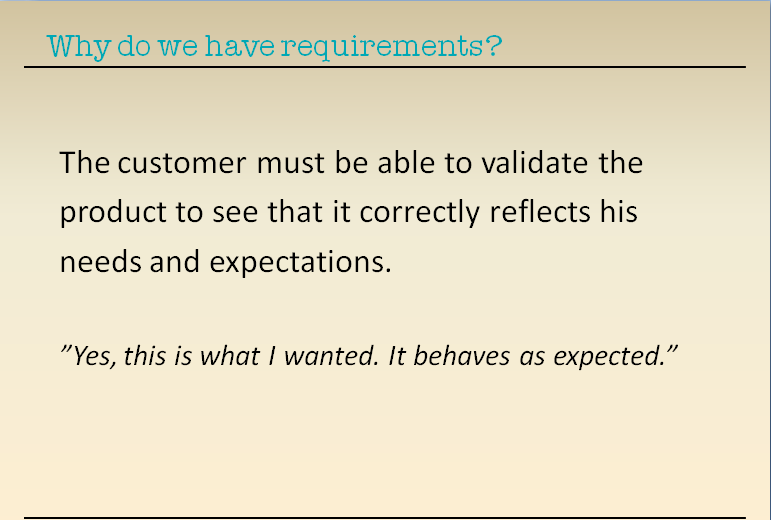 Why do we have requirements?
The customer must be able to validate the
product to see that it correctly reflects his
needs and expectations.
”Yes, this is what I wanted. It behaves as expected.”